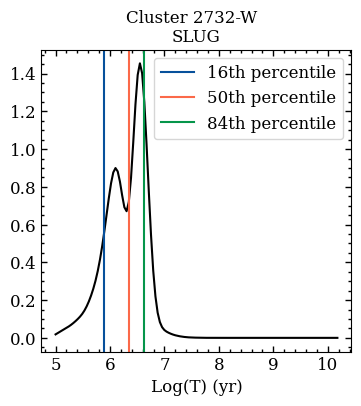 Cluster 2732-W
SLUG
16th percentile
50th percentile
84th percentile
1.4
1.2
1.0
0.8
0.6
0.4
0.2
0.0
5 6 7 8 9 10
Log(T) (yr)